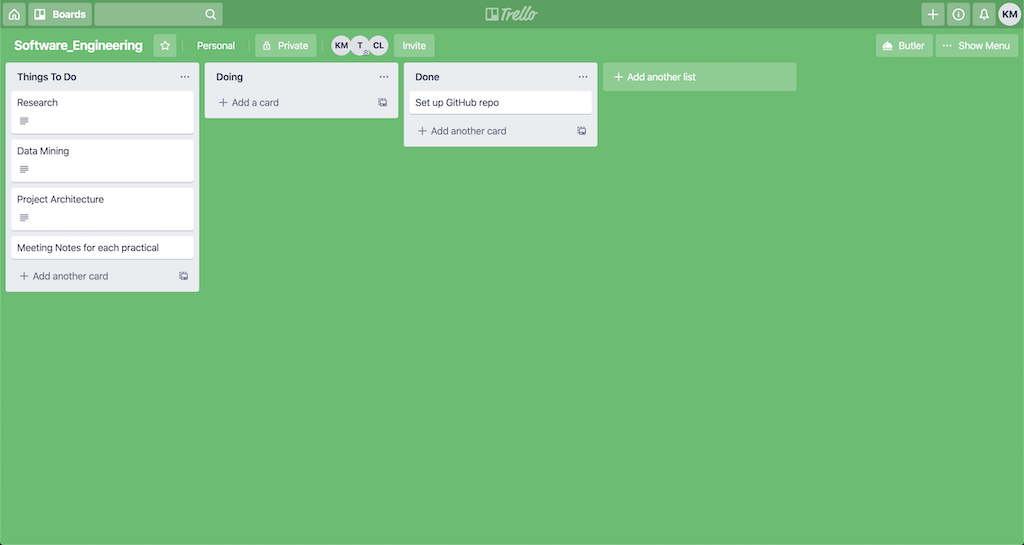 Boards
Trello
KM
Software_Engineering
Personal
Private
KM T CL
Invite
Butler
Show Menu
Things To Do
Research
Data Mining
Project Architecture
Meeting Notes for each practical
Add another card
Doing
Add a card
Done
Set up GitHub repo
Add another card
Add another list